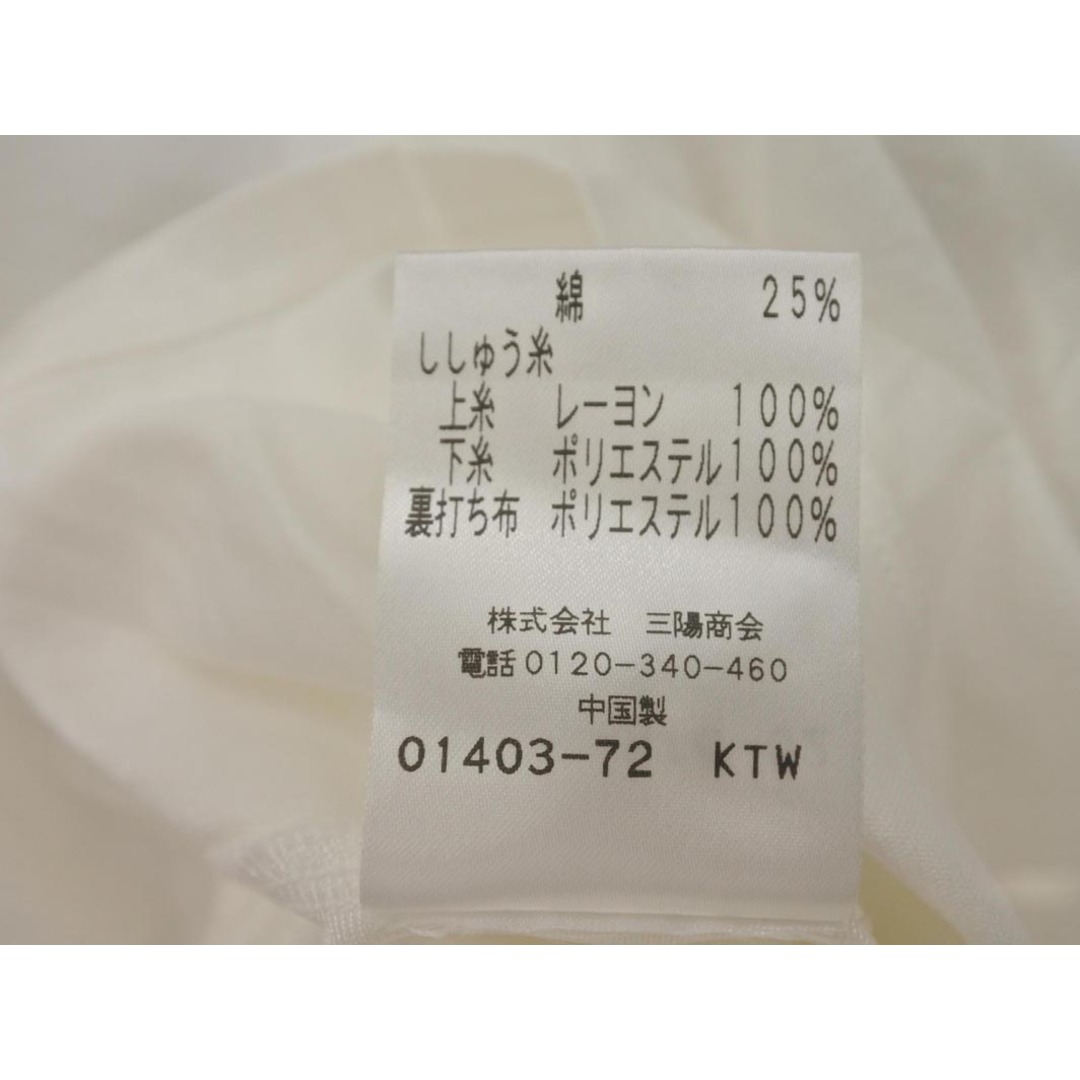 綿 25%
ししゅう糸
上糸 レーヨン 100%
下糸 ポリエステル100%
裏打ち布 ポリエステル100%
株式会社 三陽商会
電話0120-340-460
中国製
01403-72 KTW